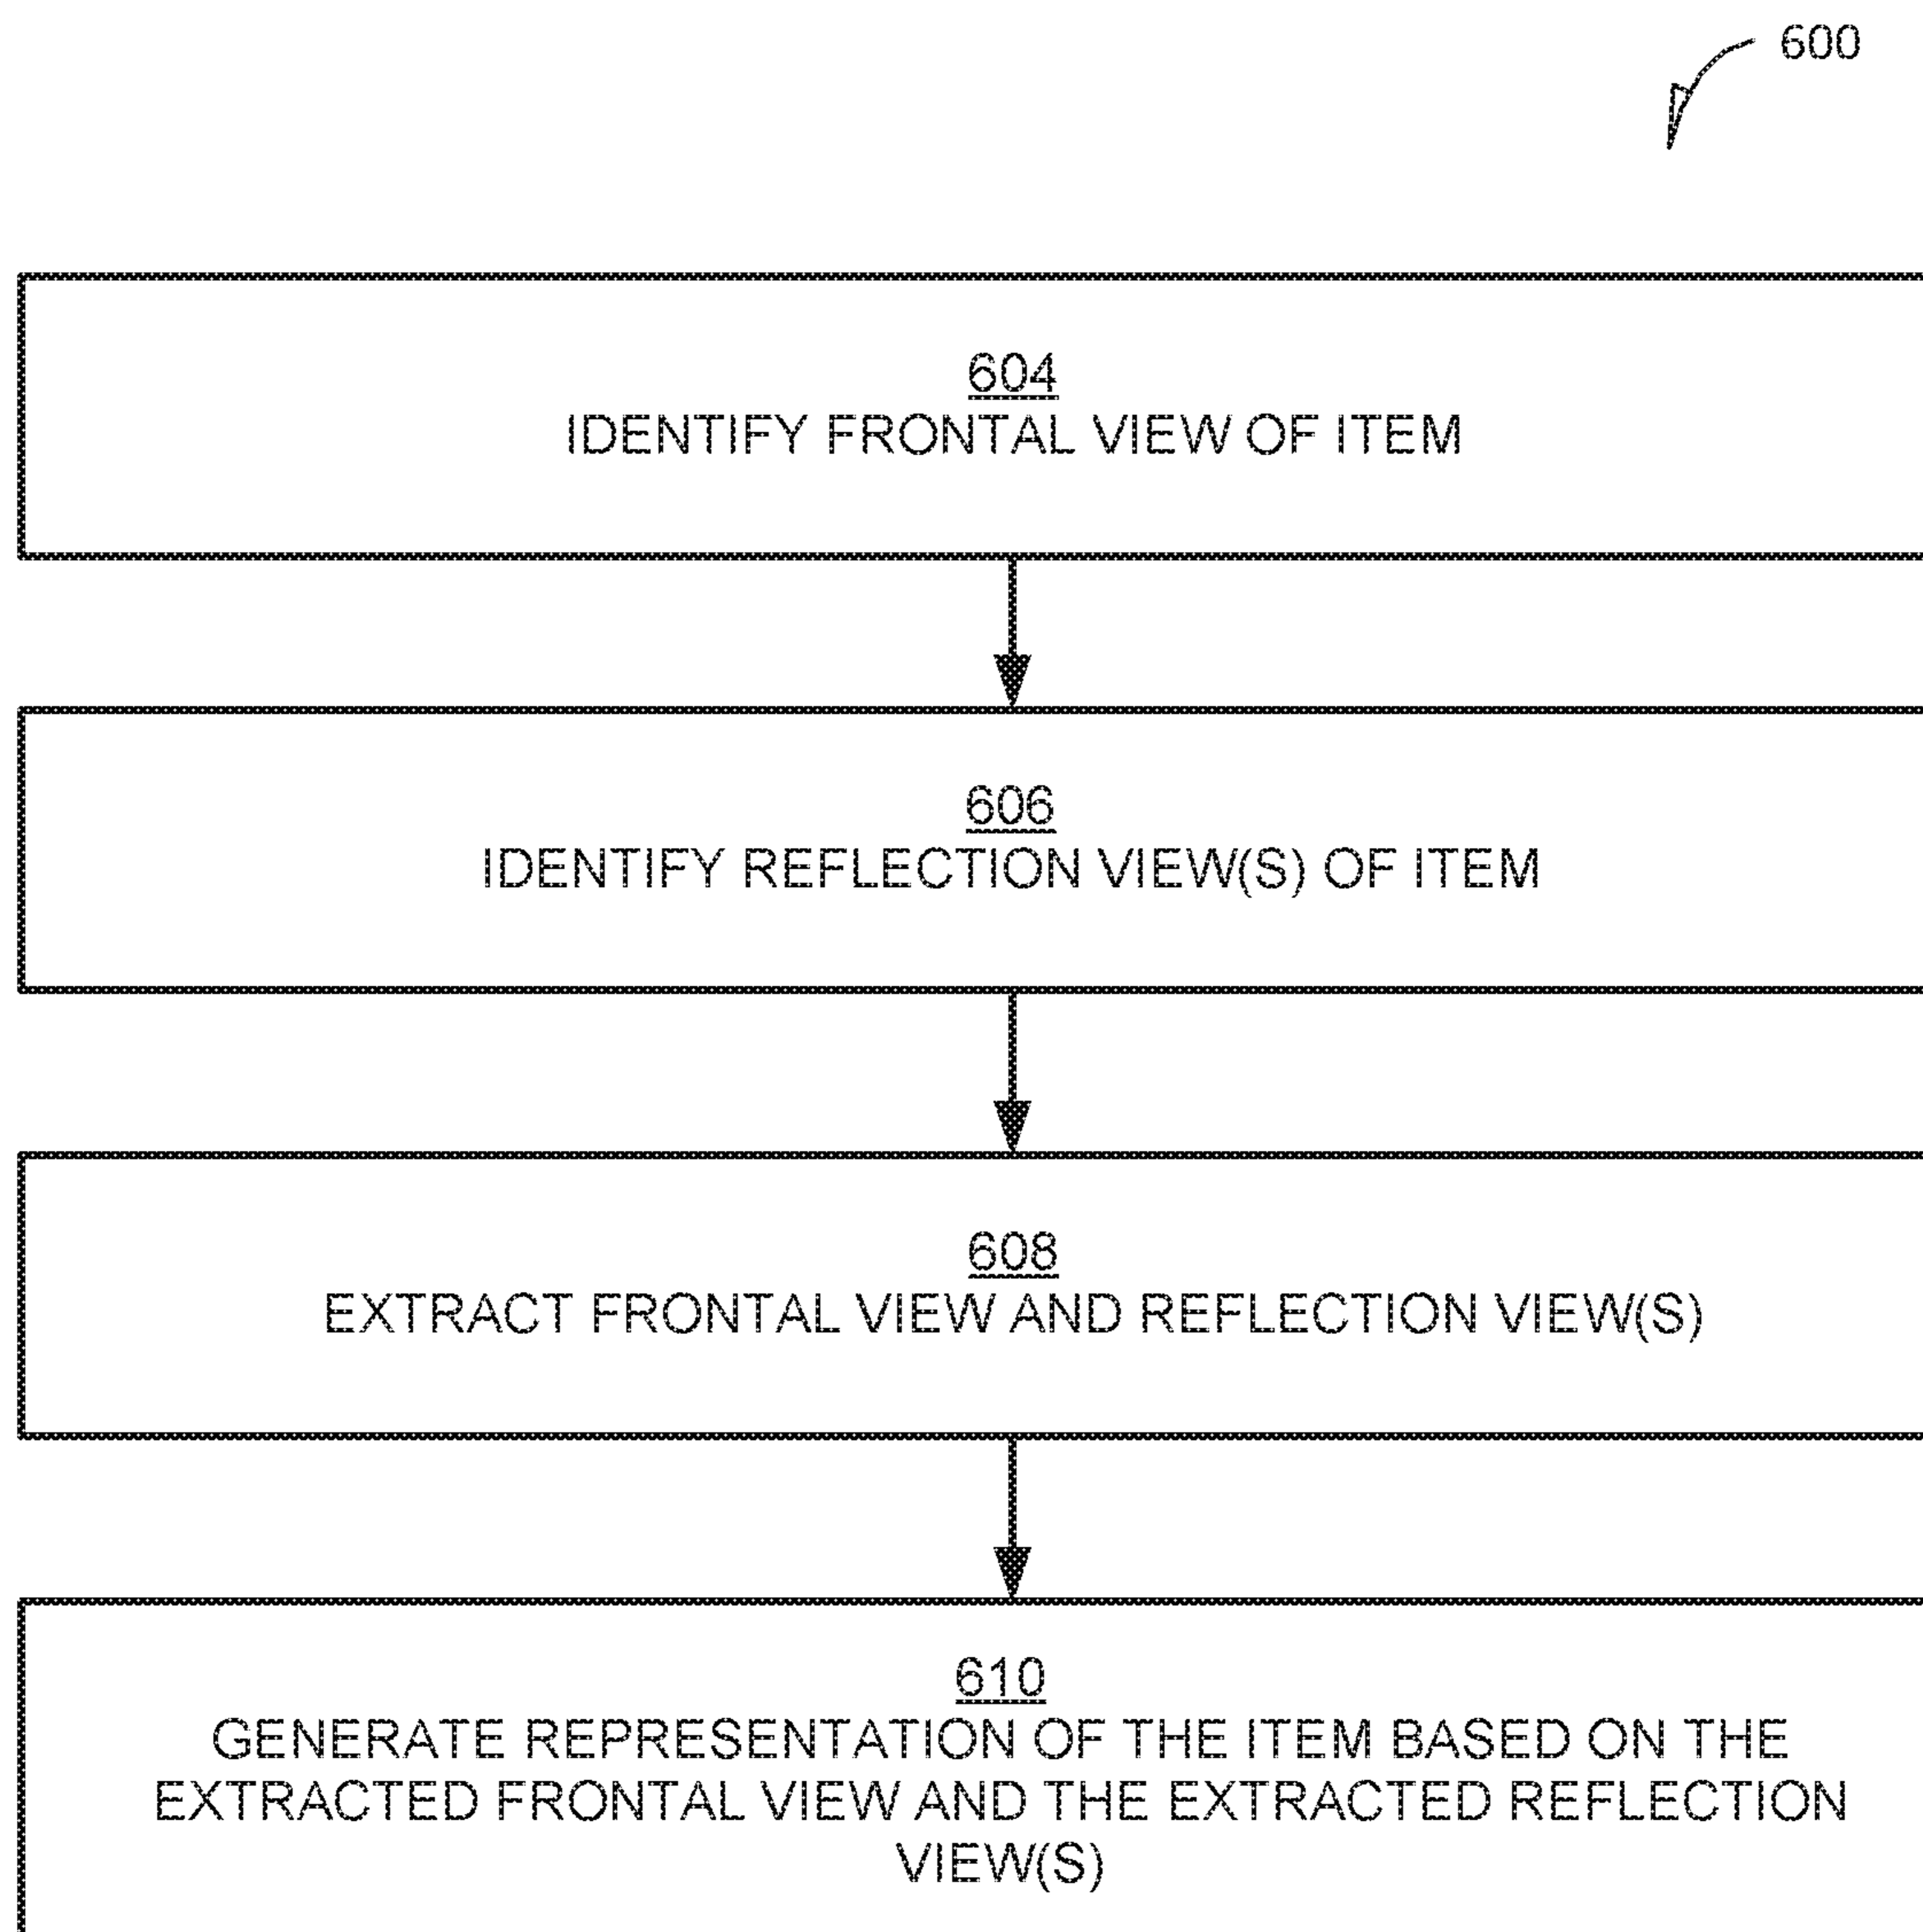 600
604
IDENTIFY FRONTAL VIEW OF ITEM
606
IDENTIFY REFLECTION VIEW(S) OF ITEM
608
EXTRACT FRONTAL VIEW AND REFLECTION VIEW(S)
610
GENERATE REPRESENTATION OF THE ITEM BASED ON THE
EXTRACTED FRONTAL VIEW AND THE EXTRACTED REFLECTION
VIEW(S)